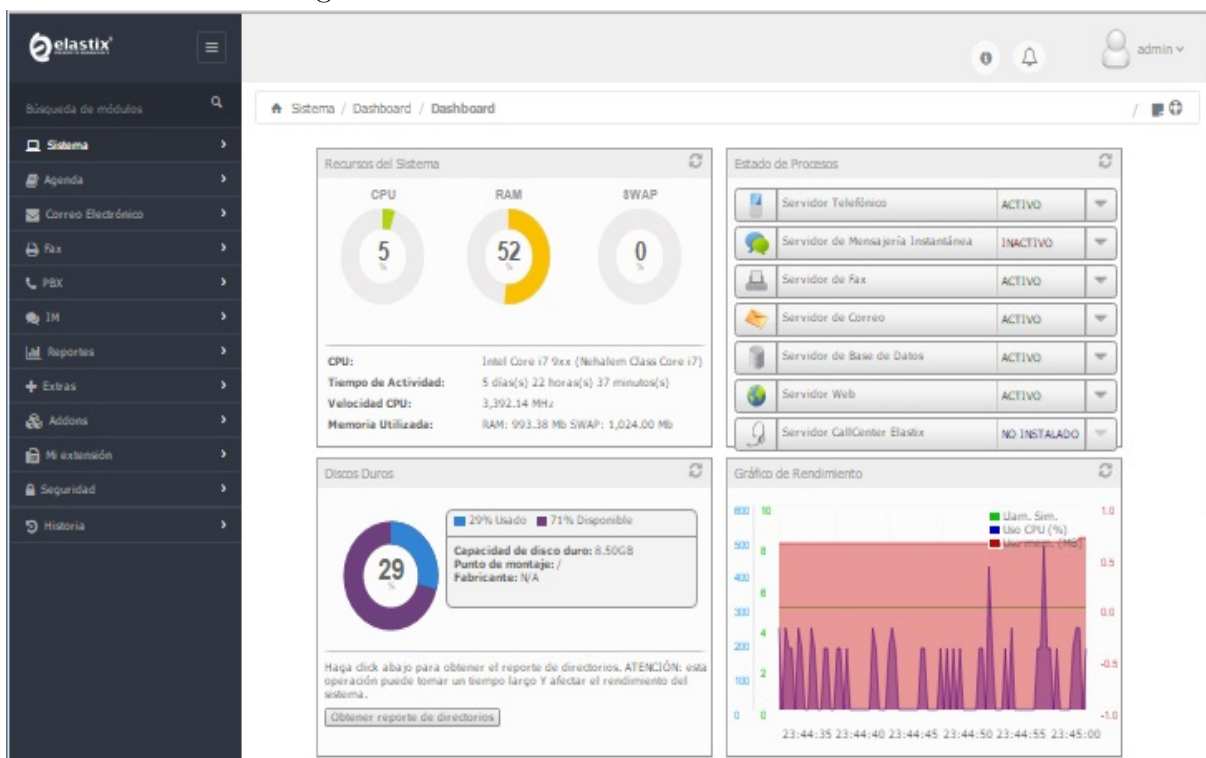 elastix
admin
Búsqueda de módulos
Sistema / Dashboard / Dashboard
Sistema
Agenda
Correo Electrónico
Fax
PBX
IM
Reportes
Extras
Addons
Mi extensión
Seguridad
Historia
Recursos del Sistema
CPU RAM SWAP
5 52 0
% % %
CPU: Intel Core i7 9xx (Nehalem Class Core i7)
Tiempo de Actividad: 5 días(s) 22 horas(s) 37 minutos(s)
Velocidad CPU: 3,392.14 MHz
Memoria Utilizada: RAM: 993.38 Mb SWAP: 1,024.00 Mb
Estado de Procesos
Servidor Telefónico ACTIVO
Servidor de Mensajería Instantánea INACTIVO
Servidor de Fax ACTIVO
Servidor de Correo ACTIVO
Servidor de Base de Datos ACTIVO
Servidor Web ACTIVO
Servidor CallCenter Elastix NO INSTALADO
Discos Duros
29
%
29% Usado 71% Disponible
Capacidad de disco duro: 8.50GB
Punto de montaje: /
Fabricante: N/A
Haga click abajo para obtener el reporte de directorios. ATENCIÓN: esta
operación puede tomar un tiempo largo Y afectar el rendimiento del
sistema.
Obtener reporte de directorios
Gráfico de Rendimiento
600 10 1.0
Llam. Sim.
Uso CPU (%)
Uso mem. (MB)
500 8
0.5
400
6
300 0.0
4
200
-0.5
100 2
0 0 -1.0
23:44:35 23:44:40 23:44:45 23:44:50 23:44:55 23:45:00